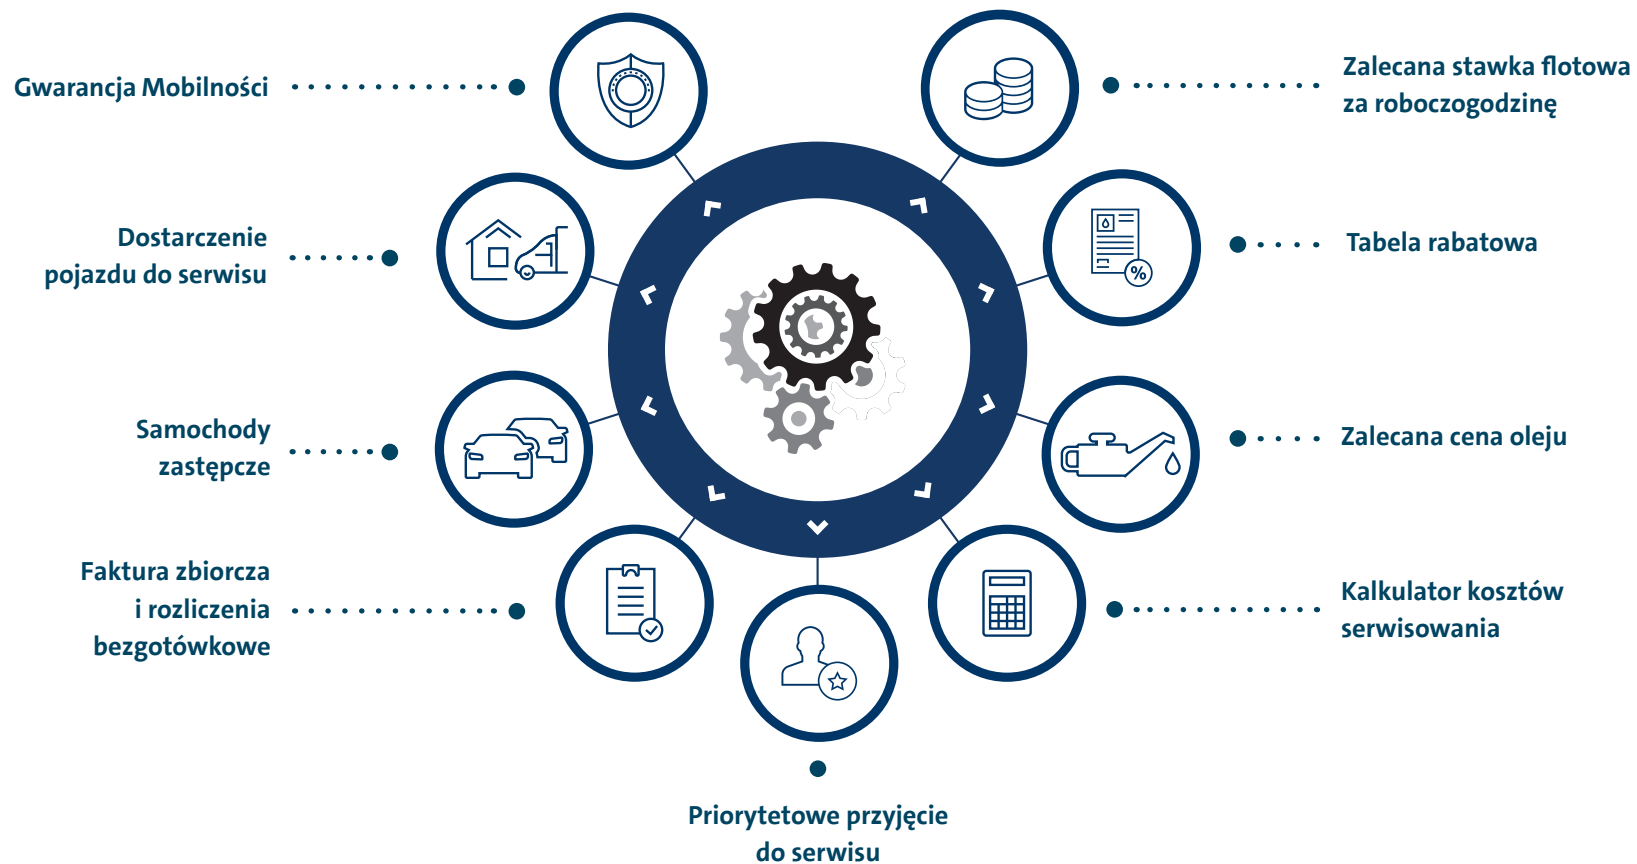 Gwarancja Mobilności
Dostarczenie
pojazdu do serwisu
Samochody
zastępcze
Faktura zbiorcza
i rozliczenia
bezgotówkowe
Priorytetowe przyjęcie
do serwisu
Zalecana stawka flotowa
za roboczogodzinę
Tabela rabatowa
%
Zalecana cena oleju
Kalkulator kosztów
serwisowania